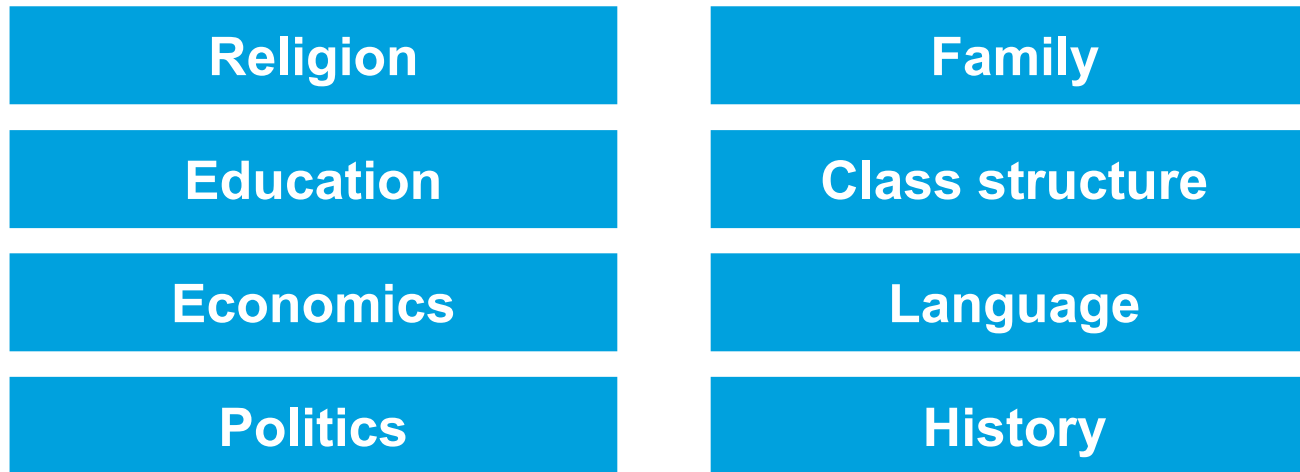 Religion
Family
Education
Class structure
Economics
Language
Politics
History